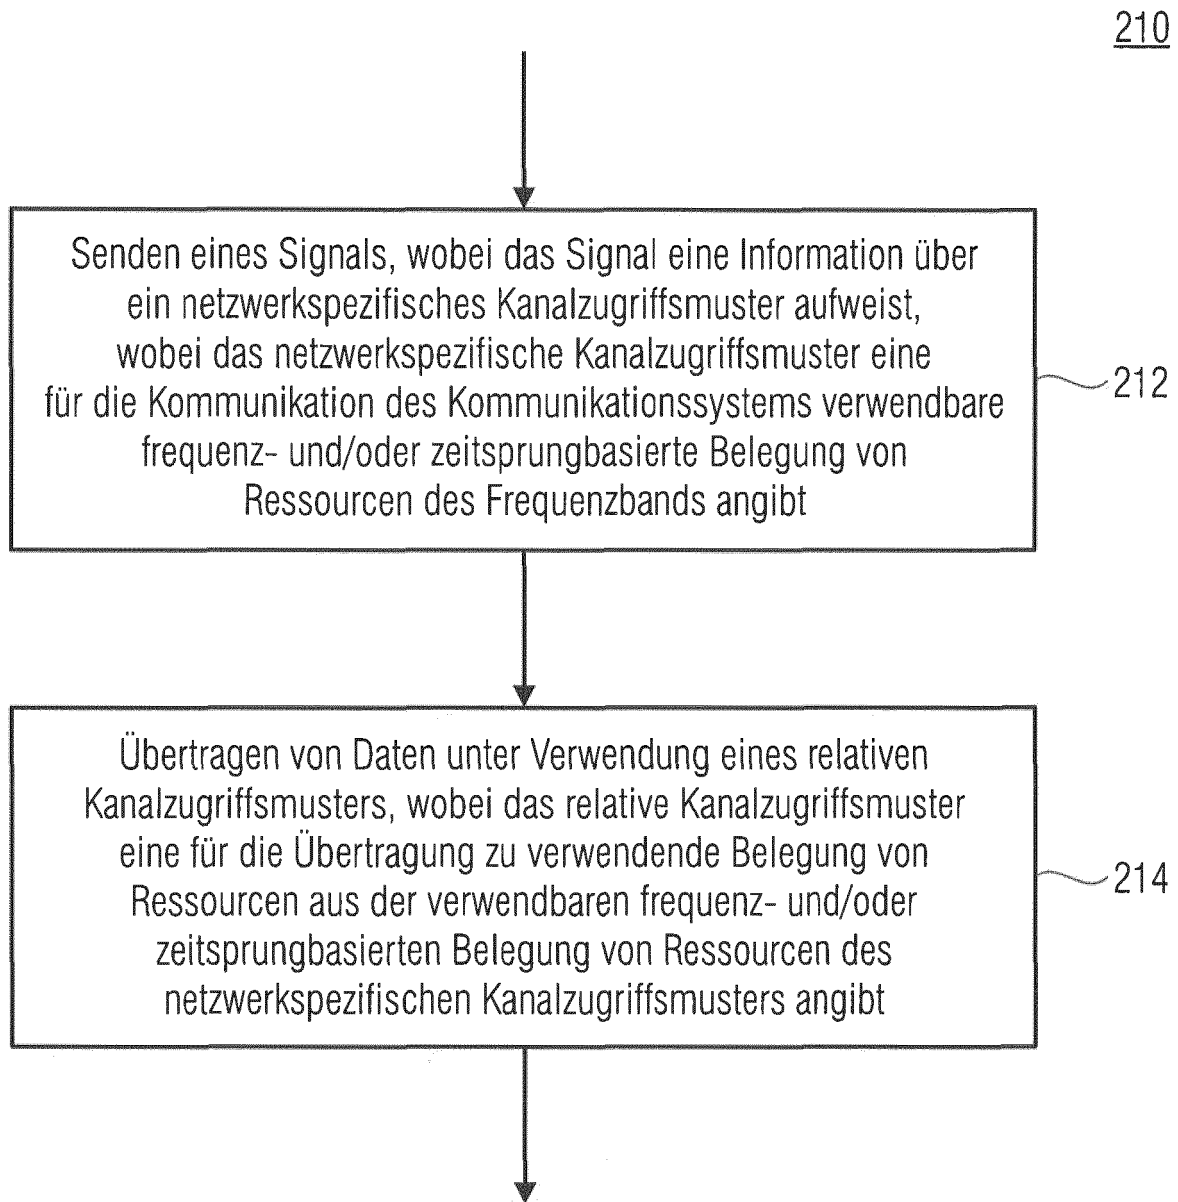 210
Senden eines Signals, wobei das Signal eine Information über
ein netzwerkspezifisches Kanalzugriffsmuster aufweist,
wobei das netzwerkspezifische Kanalzugriffsmuster eine
für die Kommunikation des Kommunikationssystems verwendbare
frequenz- und/oder zeitsprungbasierte Belegung von
Ressourcen des Frequenzbands angibt
212
Übertragen von Daten unter Verwendung eines relativen
Kanalzugriffsmusters, wobei das relative Kanalzugriffsmuster
eine für die Übertragung zu verwendende Belegung von
Ressourcen aus der verwendbaren frequenz- und/oder
zeitsprungbasierten Belegung von Ressourcen des
netzwerkspezifischen Kanalzugriffsmusters angibt
214